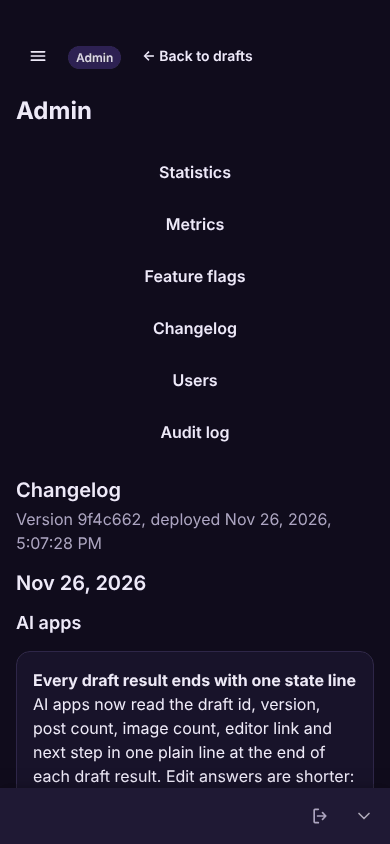 Admin
← Back to drafts
Admin
Statistics
Metrics
Feature flags
Changelog
Users
Audit log
Changelog
Version 9f4c662, deployed Nov 26, 2026,
5:07:28 PM
Nov 26, 2026
AI apps
Every draft result ends with one state line
AI apps now read the draft id, version,
post count, image count, editor link and
next step in one plain line at the end of
each draft result. Edit answers are shorter: